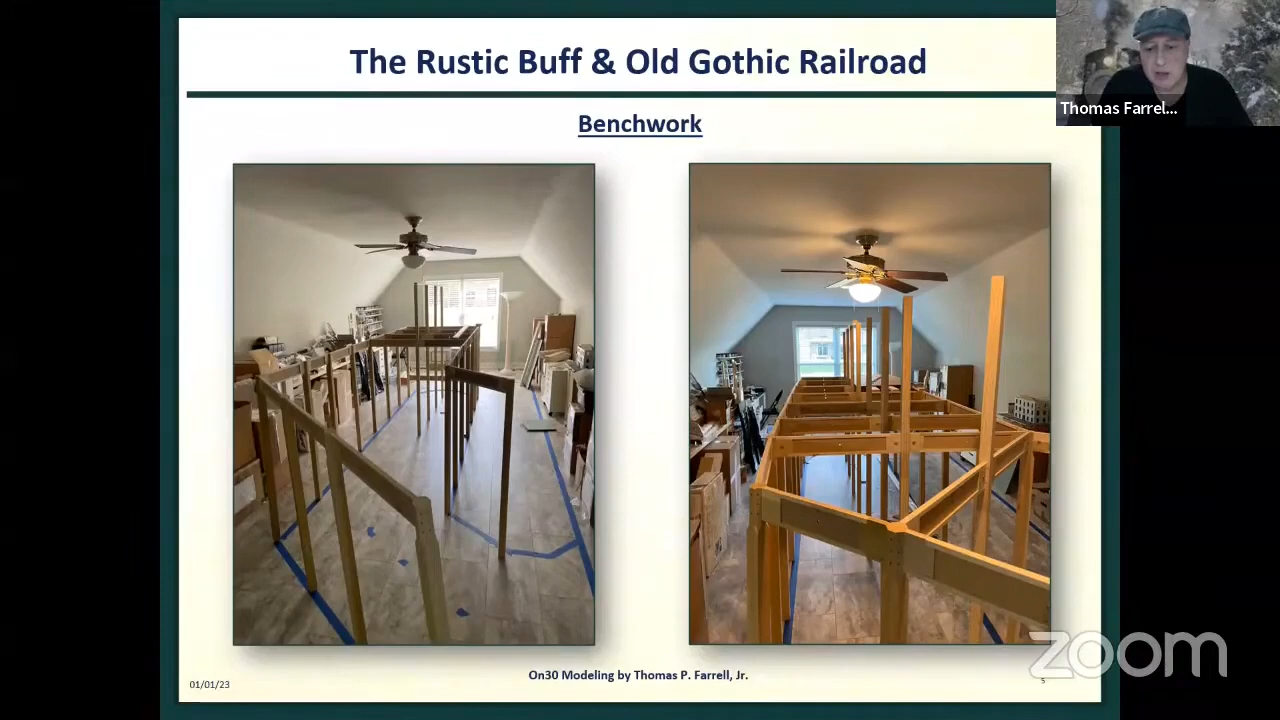 The Rustic Buff & Old Gothic Railroad
Thomas Farrel...
Benchwork
On30 Modeling by Thomas P. Farrell, Jr.
01/01/23
5
zoom